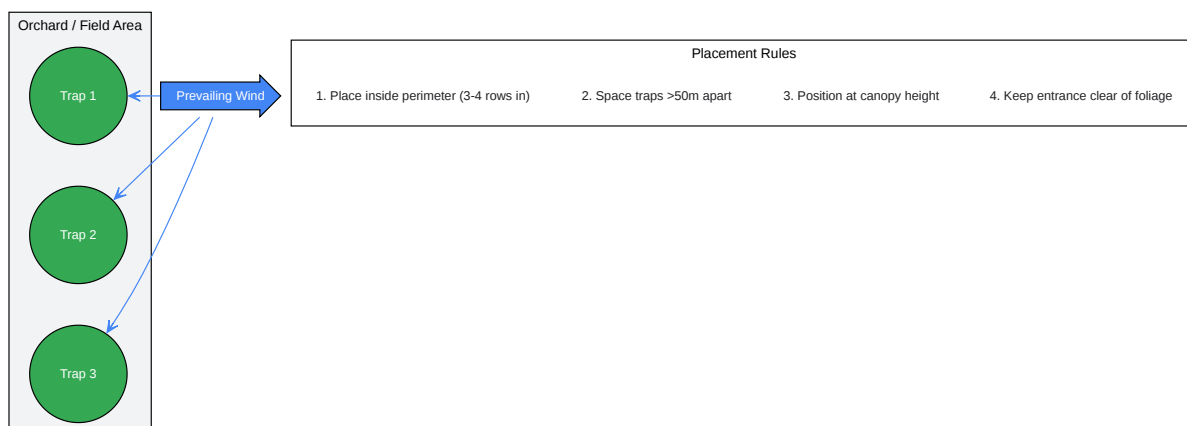 Orchard / Field Area
Trap 1
Trap 2
Trap 3
Prevailing Wind
Placement Rules
1. Place inside perimeter (3-4 rows in)
2. Space traps >50m apart
3. Position at canopy height
4. Keep entrance clear of foliage